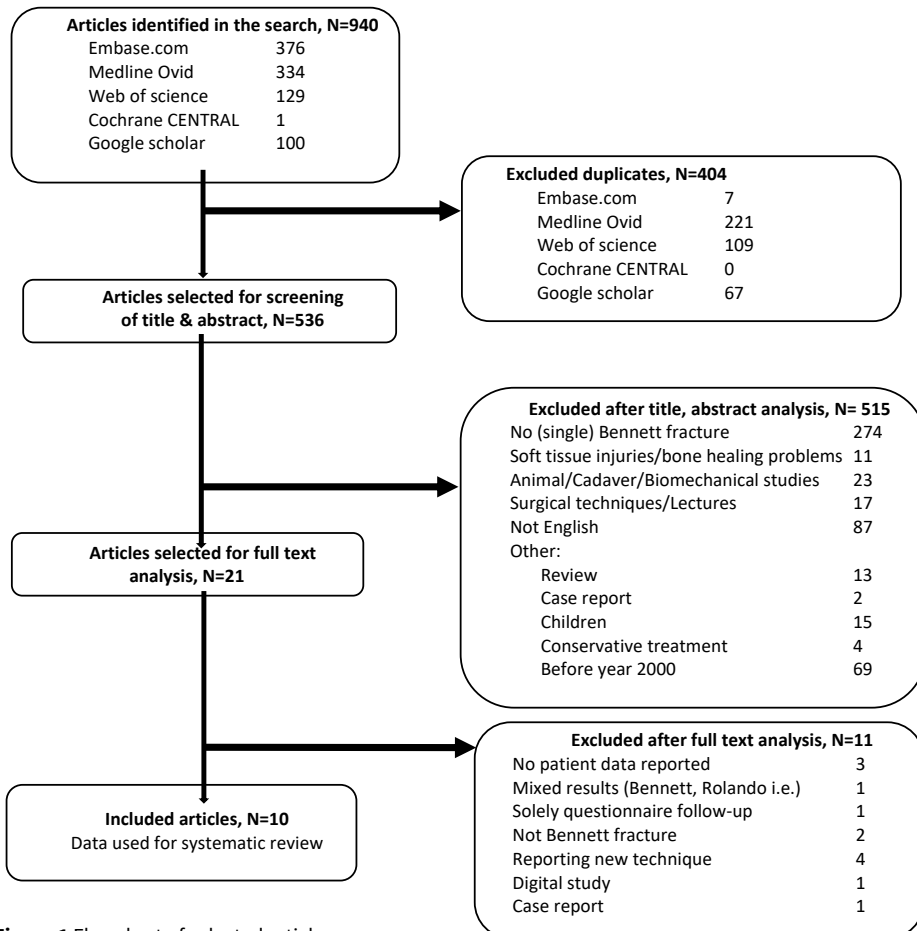 Articles identified in the search, N=940
Embase.com 376
Medline Ovid 334
Web of science 129
Cochrane CENTRAL 1
Google scholar 100
Excluded duplicates, N=404
Embase.com 7
Medline Ovid 221
Web of science 109
Cochrane CENTRAL 0
Google scholar 67
Articles selected for screening
of title & abstract, N=536
Excluded after title, abstract analysis, N= 515
No (single) Bennett fracture 274
Soft tissue injuries/bone healing problems 11
Animal/Cadaver/Biomechanical studies 23
Surgical techniques/Lectures 17
Not English 87
Other:
Review 13
Case report 2
Children 15
Conservative treatment 4
Before year 2000 69
Articles selected for full text
analysis, N=21
Excluded after full text analysis, N=11
No patient data reported 3
Mixed results (Bennett, Rolando i.e.) 1
Solely questionnaire follow-up 1
Not Bennett fracture 2
Reporting new technique 4
Digital study 1
Case report 1
Included articles, N=10
Data used for systematic review